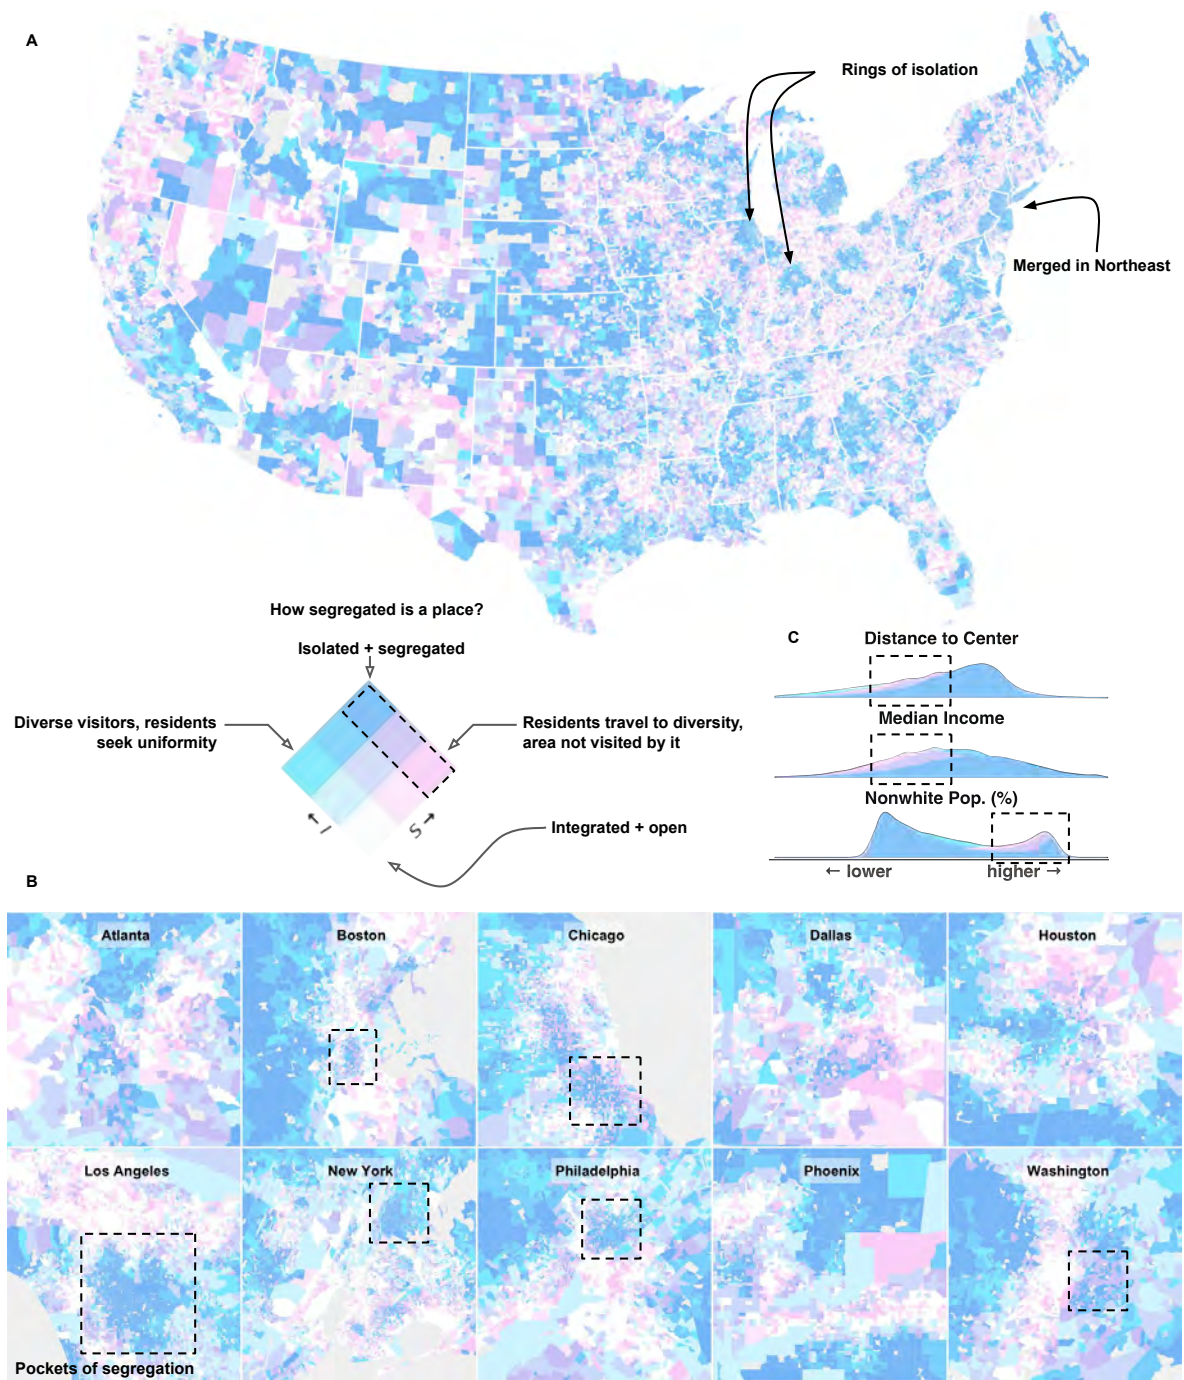 A
Rings of isolation
Merged in Northeast
How segregated is a place?
Isolated + segregated
Diverse visitors, residents
seek uniformity
Residents travel to diversity,
area not visited by it
← I
S →
Integrated + open
C
Distance to Center
Median Income
Nonwhite Pop. (%)
← lower
higher →
B
Atlanta
Boston
Chicago
Dallas
Houston
Los Angeles
New York
Philadelphia
Phoenix
Washington
Pockets of segregation